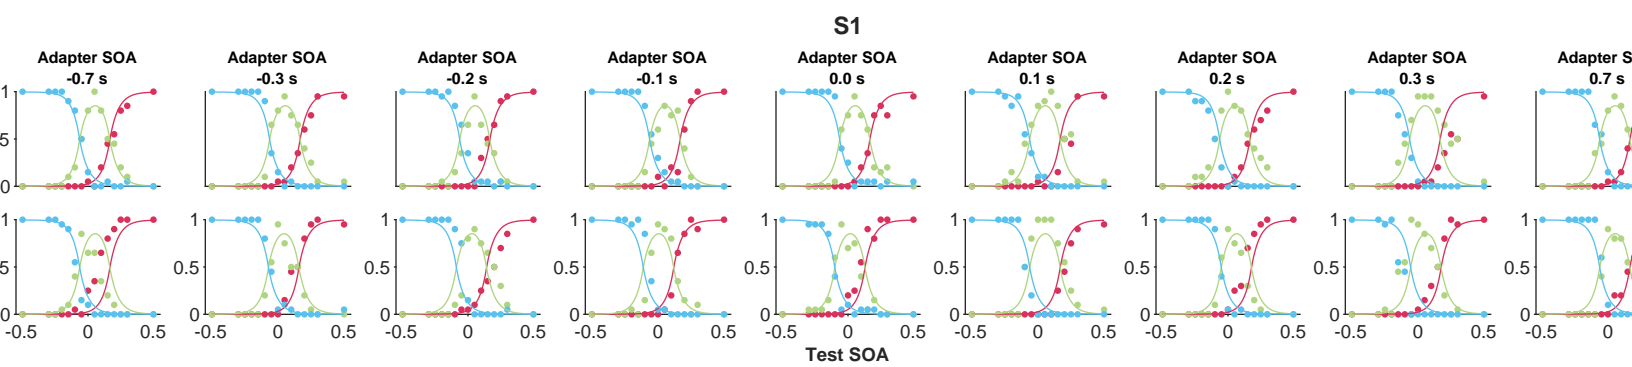 S1
Adapter SOA Adapter SOA Adapter SOA Adapter SOA Adapter SOA Adapter SOA Adapter SOA Adapter SOA Adapter S
-0.7 s -0.3 s -0.2 s -0.1 s 0.0 s 0.1 s 0.2 s 0.3 s 0.7 s
1
5
0
1 1 1 1 1 1 1 1 1
5 0.5 0.5 0.5 0.5 0.5 0.5 0.5 0.5
0 0 0 0 0 0 0 0 0
-0.5 0 0.5 -0.5 0 0.5 -0.5 0 0.5 -0.5 0 0.5 -0.5 0 0.5 -0.5 0 0.5 -0.5 0 0.5 -0.5 0 0.5 -0.5 0
Test SOA